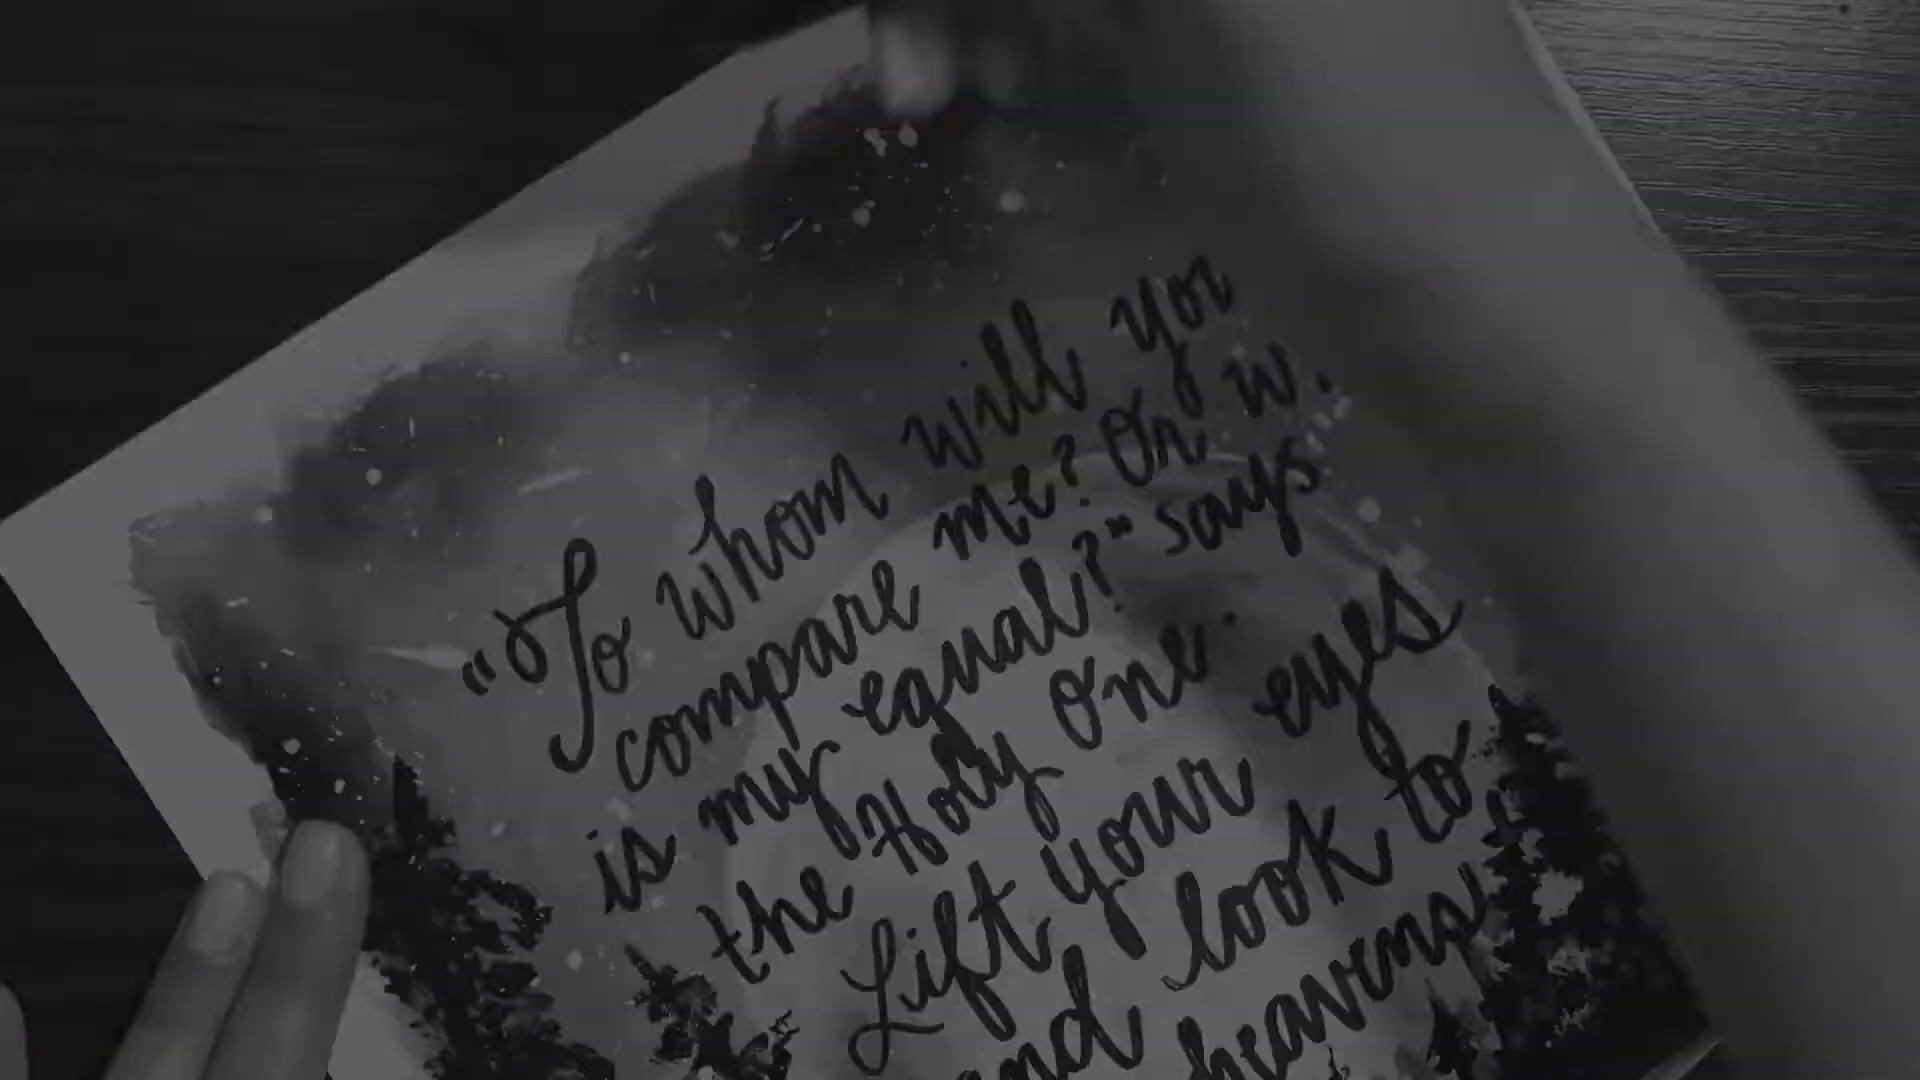 "To whom will you
compare me? Or w
is my equal?" says
the Holy One.
Lift your eyes
and look to
heavens